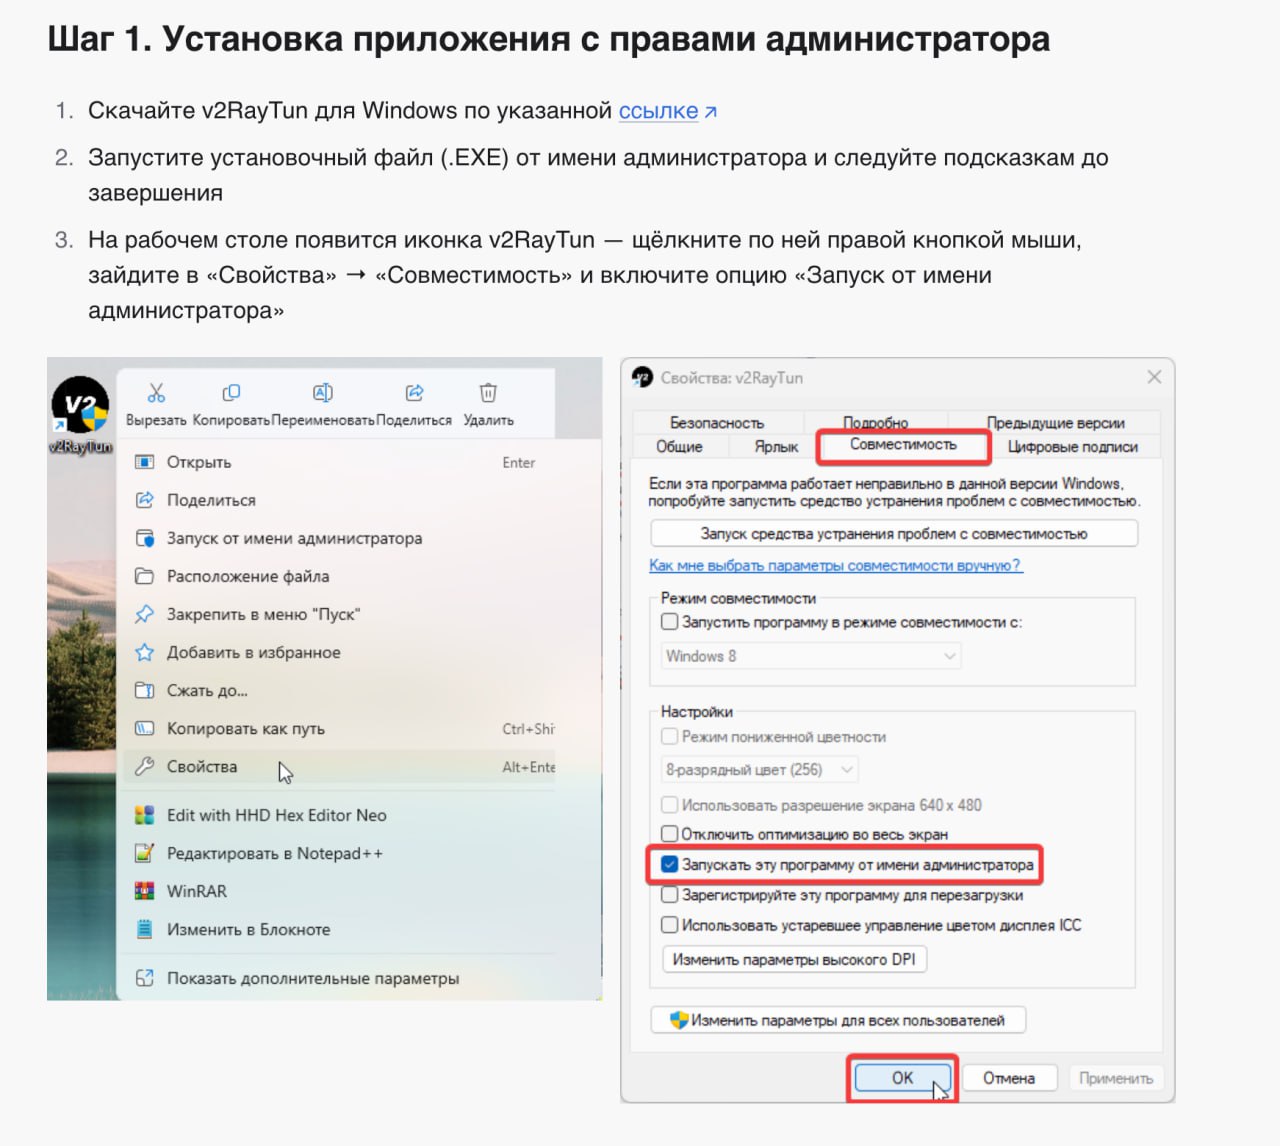 Шаг 1. Установка приложения с правами администратора
1. Скачайте v2RayTun для Windows по указанной ссылке ↗
2. Запустите установочный файл (.EXE) от имени администратора и следуйте подсказкам до
завершения
3. На рабочем столе появится иконка v2RayTun — щёлкните по ней правой кнопкой мыши,
зайдите в «Свойства» → «Совместимость» и включите опцию «Запуск от имени
администратора»
V2
v2RayTun
Вырезать Копировать Переименовать Поделиться Удалить
Открыть Enter
Поделиться
Запуск от имени администратора
Расположение файла
Закрепить в меню "Пуск"
Добавить в избранное
Сжать до...
Копировать как путь Ctrl+Shi
Свойства Alt+Ente
Edit with HHD Hex Editor Neo
Редактировать в Notepad++
WinRAR
Изменить в Блокноте
Показать дополнительные параметры
V2 Свойства: v2RayTun
Безопасность Подробно Предыдущие версии
Общие Ярлык Совместимость Цифровые подписи
Если эта программа работает неправильно в данной версии Windows,
попробуйте запустить средство устранения проблем с совместимостью.
Запуск средства устранения проблем с совместимостью
Как мне выбрать параметры совместимости вручную?
Режим совместимости
Запустить программу в режиме совместимости с:
Windows 8
Настройки
Режим пониженной цветности
8-разрядный цвет (256)
Использовать разрешение экрана 640 x 480
Отключить оптимизацию во весь экран
Запускать эту программу от имени администратора
Зарегистрируйте эту программу для перезагрузки
Использовать устаревшее управление цветом дисплея ICC
Изменить параметры высокого DPI
Изменить параметры для всех пользователей
ОК Отмена Применить